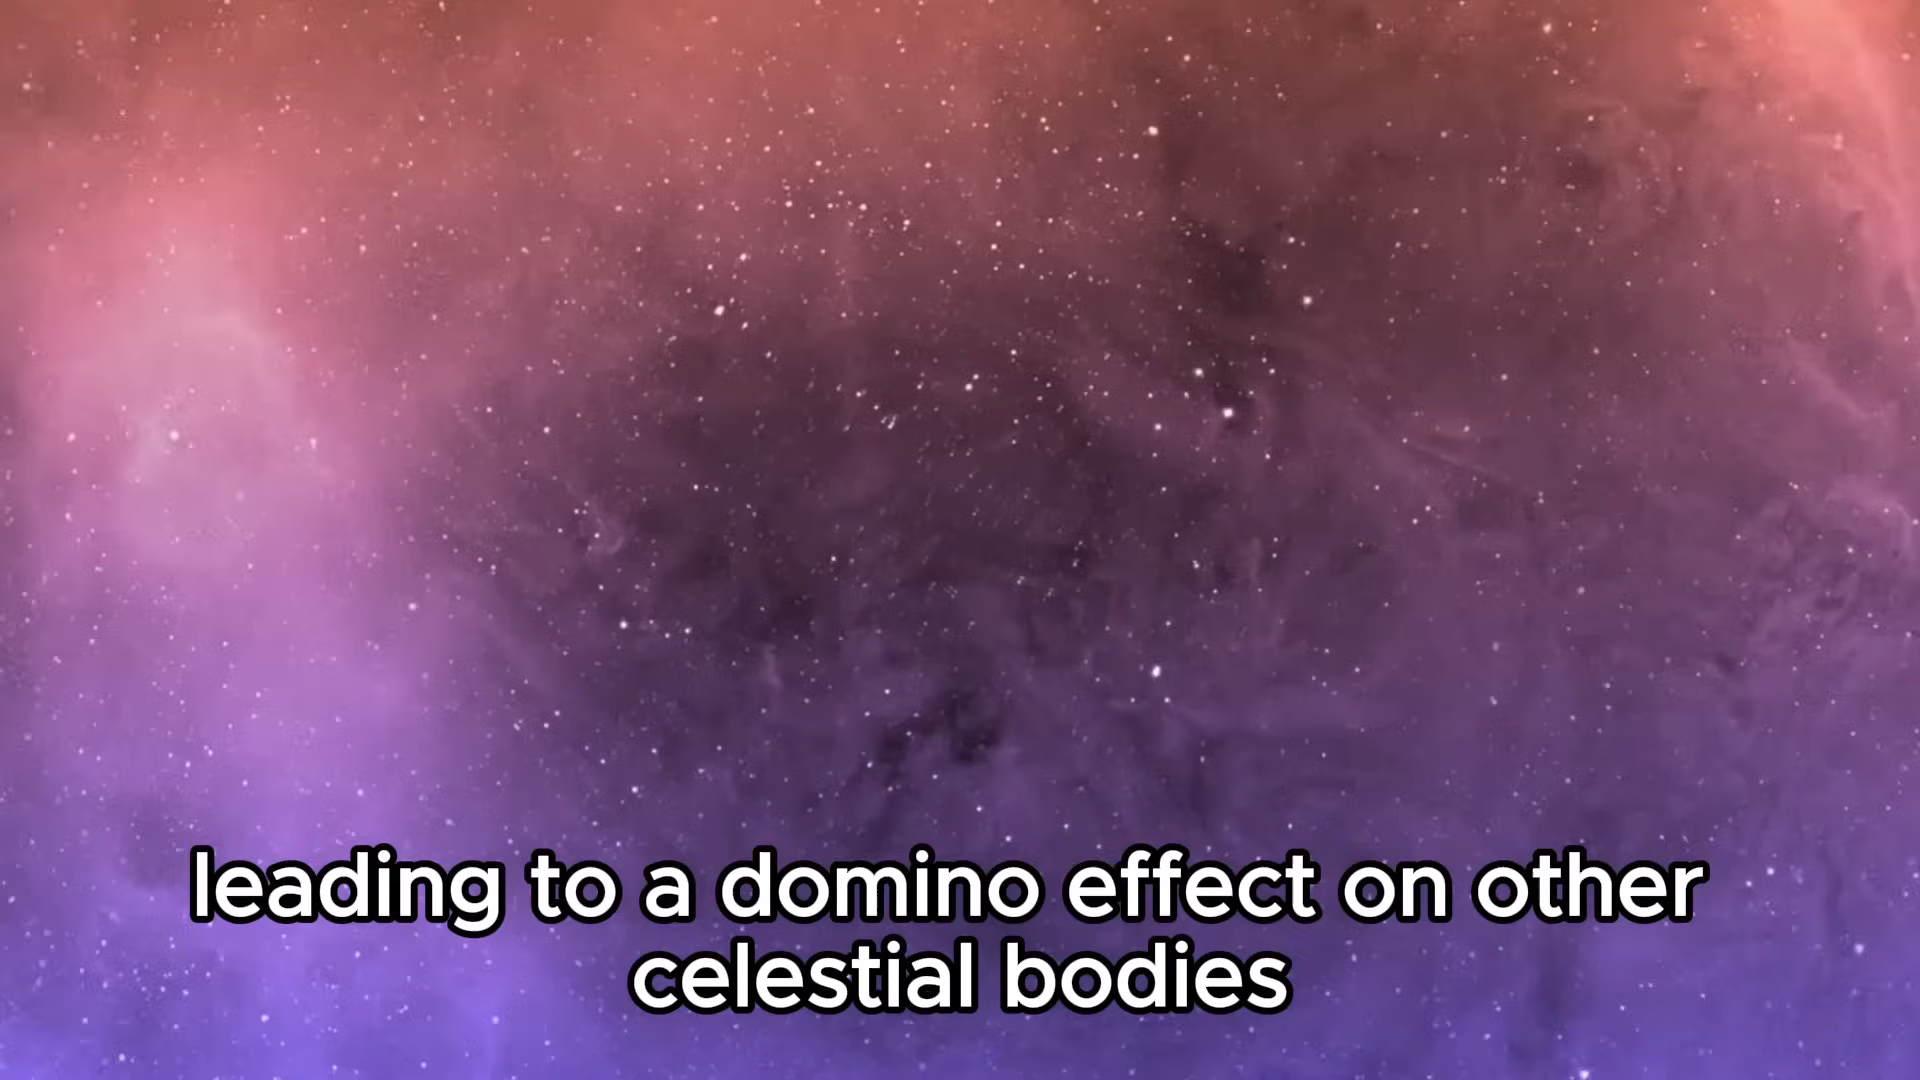 leading to a domino effect on other
celestial bodies